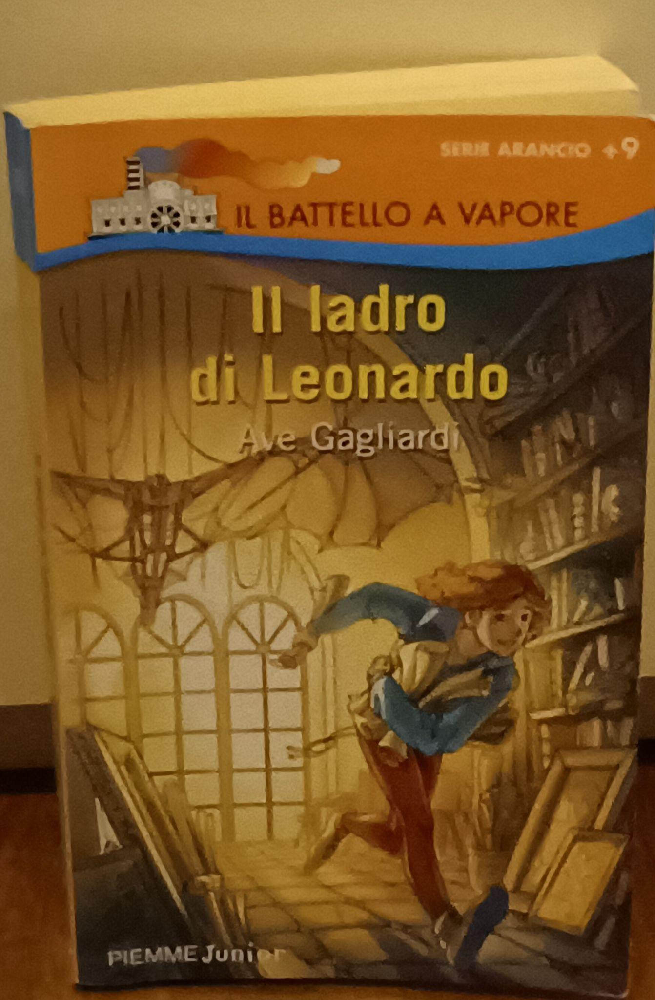 SERIE ARANCIO +9
IL BATTELLO A VAPORE
Il ladro
di Leonardo
Ave Gagliardi
PIEMME Junior